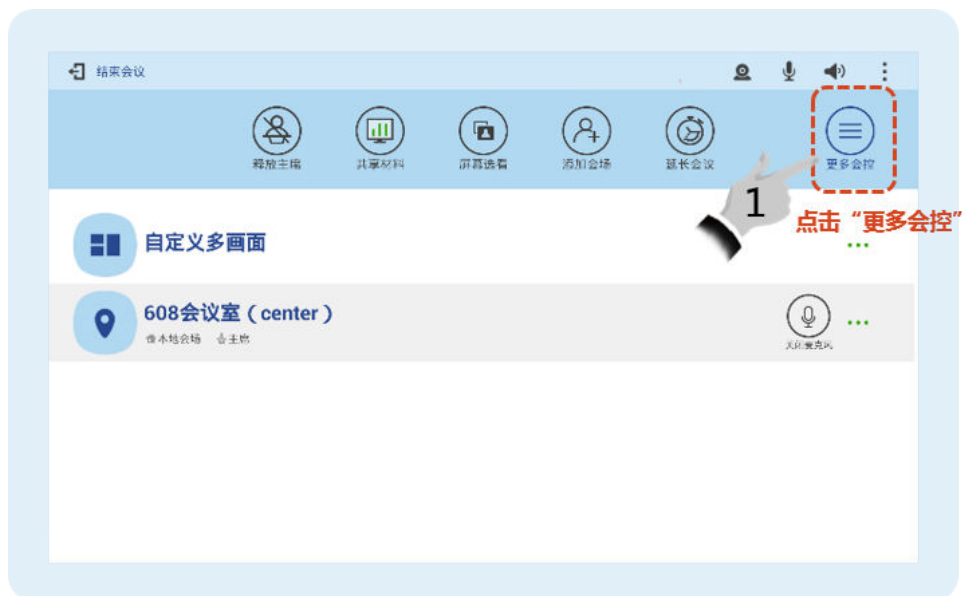 结束会议
释放主席
共享材料
屏幕选看
添加会场
延长会议
更多会控
1
点击“更多会控”
自定义多画面
608会议室（center）
本地会场 主席
关闭麦克风